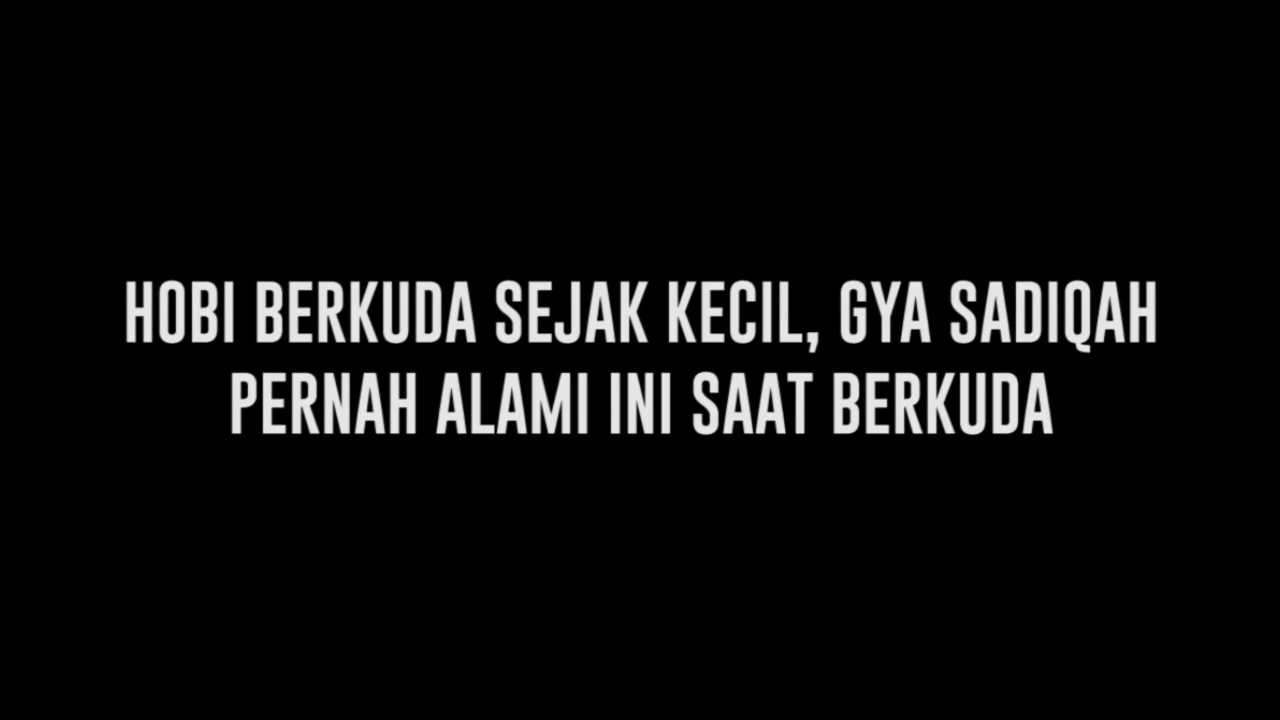 HOBI BERKUDA SEJAK KECIL, GYA SADIQAH
PERNAH ALAMI INI SAAT BERKUDA